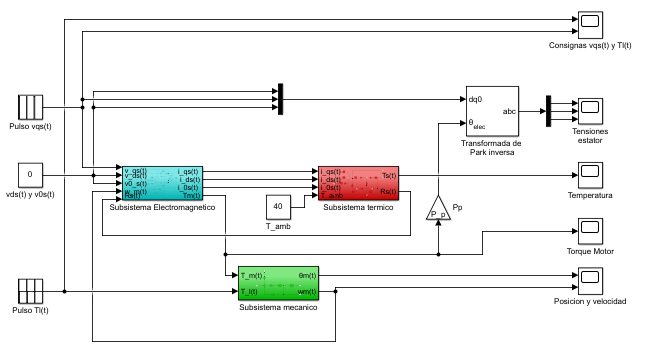 Consignas vqs(t) y Tl(t)
Pulso vqs(t)
dq0
θ elec
abc
Transformada de
Park inversa
Tensiones
estator
0
vds(t) y v0s(t)
v_qs(t)
v_ds(t)
v0_s(t)
w_m(t)
Rs(t)
i_qs(t)
i_ds(t)
i_0s(t)
Tm(t)
Subsistema Electromagnetico
i_qs(t)
i_ds(t)
i_0s(t)
T_amb
Ts(t)
Rs(t)
Subsistema termico
Temperatura
40
T_amb
P_p
Pp
Torque Motor
T_m(t)
T_l(t)
θm(t)
wm(t)
Subsistema mecanico
Pulso Tl(t)
Posicion y velocidad